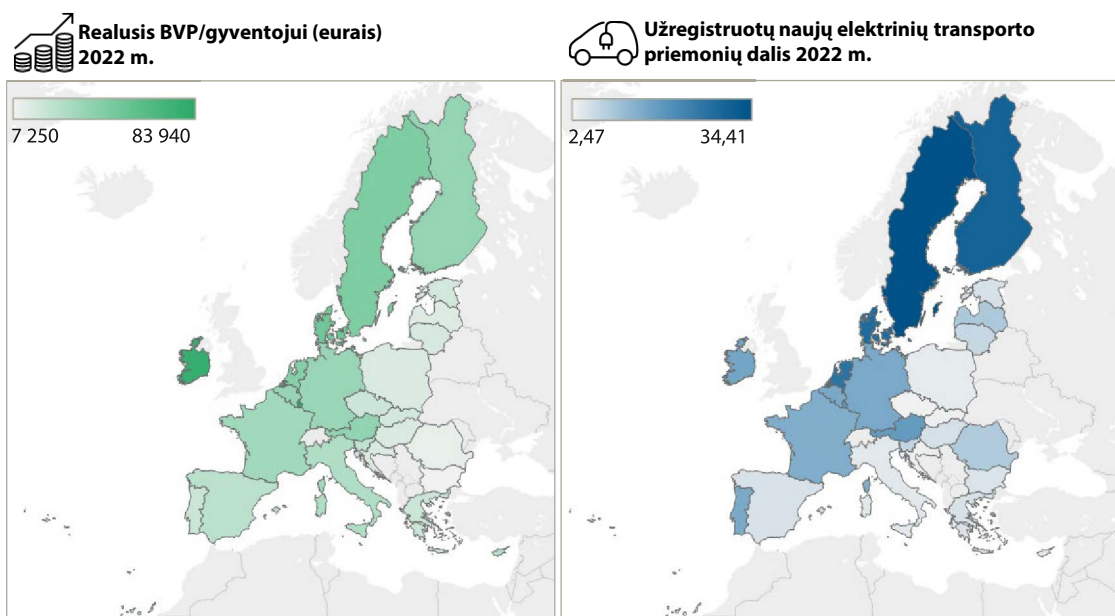 Realusis BVP/gyventojui (eurais)
2022 m.
7 250
83 940
Užregistruotų naujų elektrinių transporto
priemonių dalis 2022 m.
2,47
34,41